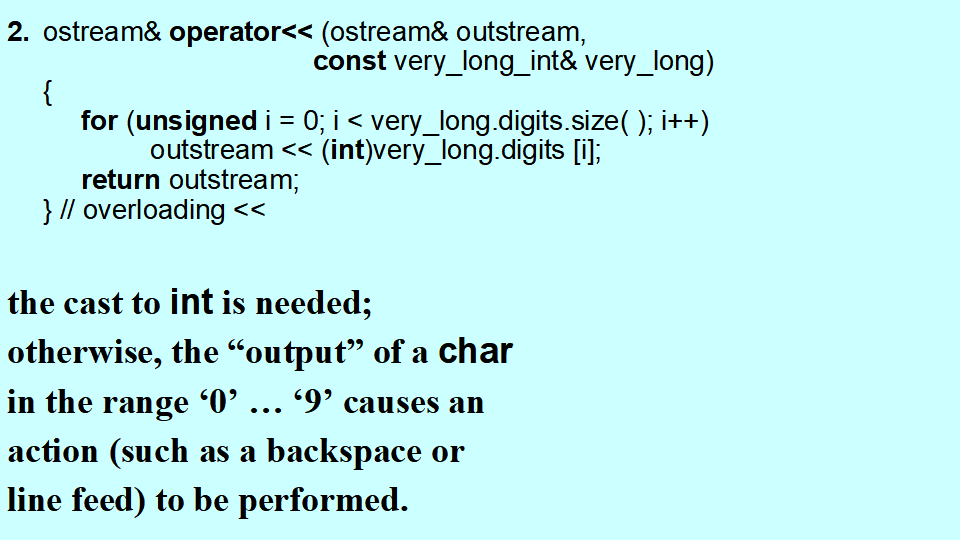 2. ostream& operator<< (ostream& outstream,
const very_long_int& very_long)
{
for (unsigned i = 0; i < very_long.digits.size( ); i++)
outstream << (int)very_long.digits [i];
return outstream;
} // overloading <<
the cast to int is needed;
otherwise, the “output” of a char
in the range ‘0’ … ‘9’ causes an
action (such as a backspace or
line feed) to be performed.